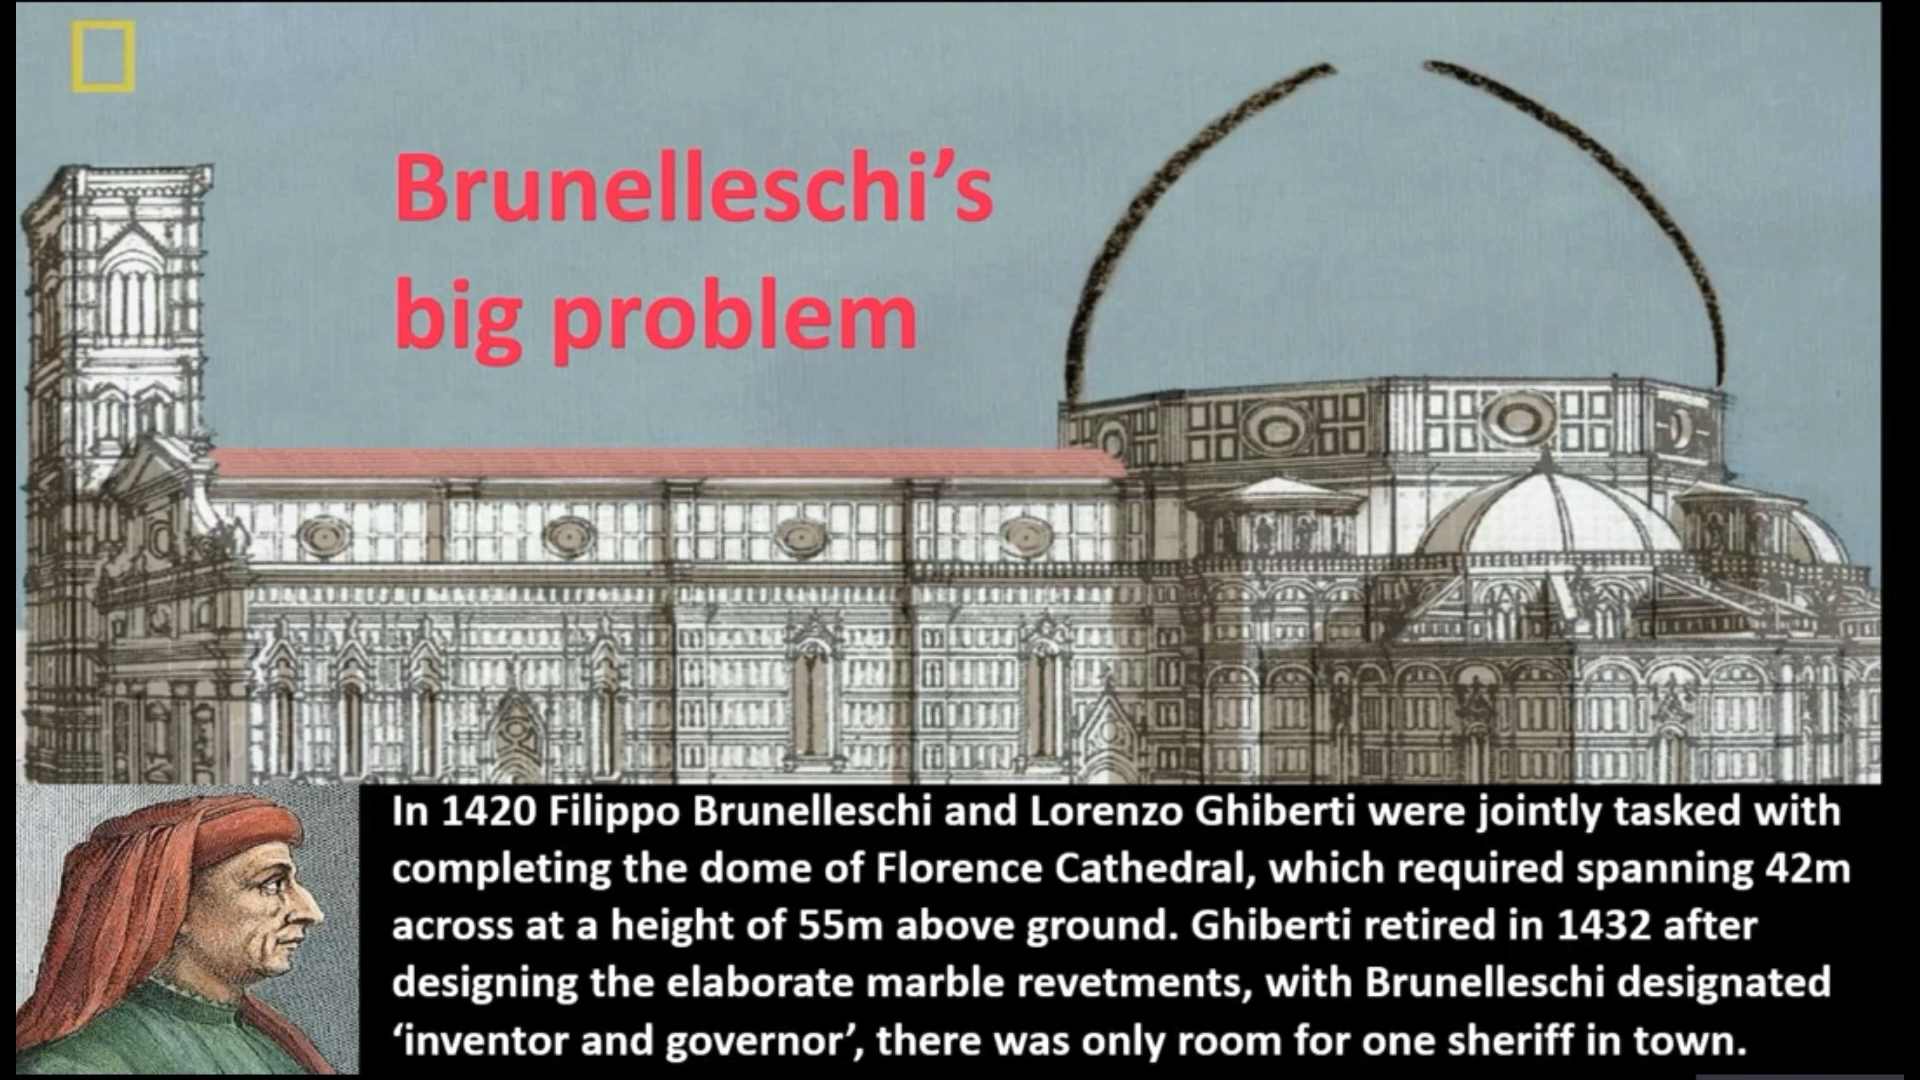 Brunelleschi’s
big problem
In 1420 Filippo Brunelleschi and Lorenzo Ghiberti were jointly tasked with
completing the dome of Florence Cathedral, which required spanning 42m
across at a height of 55m above ground. Ghiberti retired in 1432 after
designing the elaborate marble revetments, with Brunelleschi designated
‘inventor and governor’, there was only room for one sheriff in town.